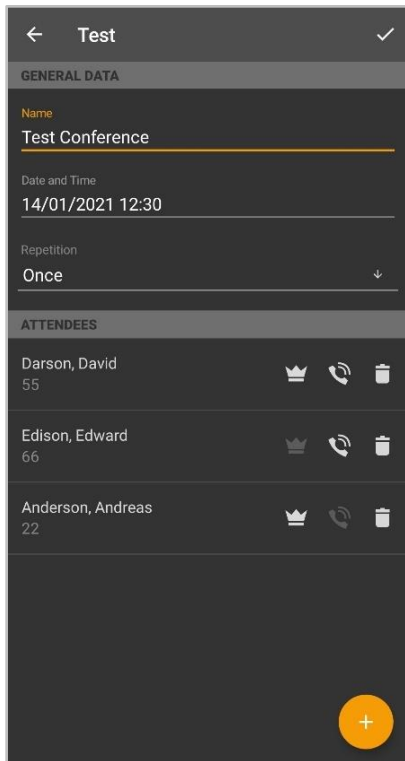 Test
GENERAL DATA
Name
Test Conference
Date and Time
14/01/2021 12:30
Repetition
Once
ATTENDEES
Darson, David
55
Edison, Edward
66
Anderson, Andreas
22